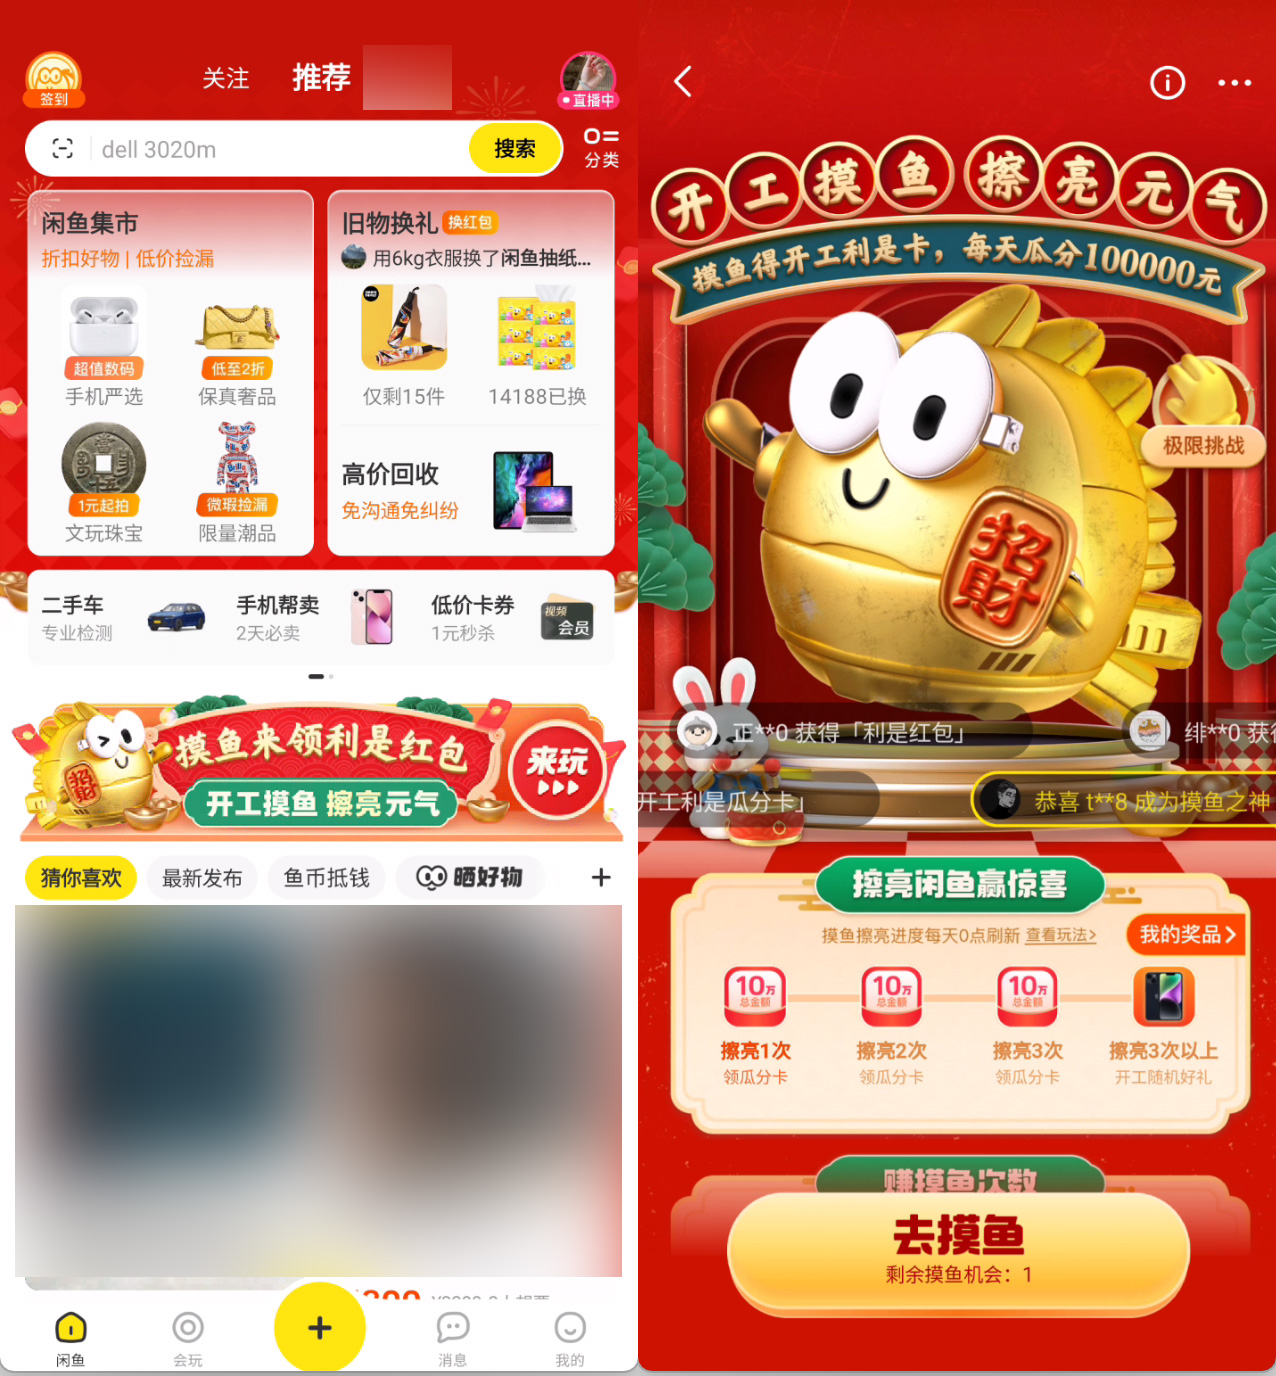 签到
关注
推荐
直播中
dell 3020m
搜索
分类
闲鱼集市
折扣好物 | 低价捡漏
超值数码
手机严选
低至2折
保真奢品
1元起拍
文玩珠宝
微瑕捡漏
限量潮品
旧物换礼
换红包
用6kg衣服换了闲鱼抽纸...
仅剩15件
14188已换
高价回收
免沟通免纠纷
二手车
专业检测
手机帮卖
2天必卖
低价卡券
1元秒杀
视频
会员
招財
摸鱼来领利是红包
开工摸鱼 擦亮元气
来玩
猜你喜欢
最新发布
鱼币抵钱
晒好物
闲鱼
会玩
消息
我的
开工摸鱼 擦亮元气
摸鱼得开工利是卡，每天瓜分100000元
极限挑战
招財
正**0 获得「利是红包」
绯**0 获得
开工利是瓜分卡」
恭喜 t**8 成为摸鱼之神
擦亮闲鱼赢惊喜
摸鱼擦亮进度每天0点刷新 查看玩法>
我的奖品>
10万
总金额
擦亮1次
领瓜分卡
10万
总金额
擦亮2次
领瓜分卡
10万
总金额
擦亮3次
领瓜分卡
擦亮3次以上
开工随机好礼
赚摸鱼次数
去摸鱼
剩余摸鱼机会：1